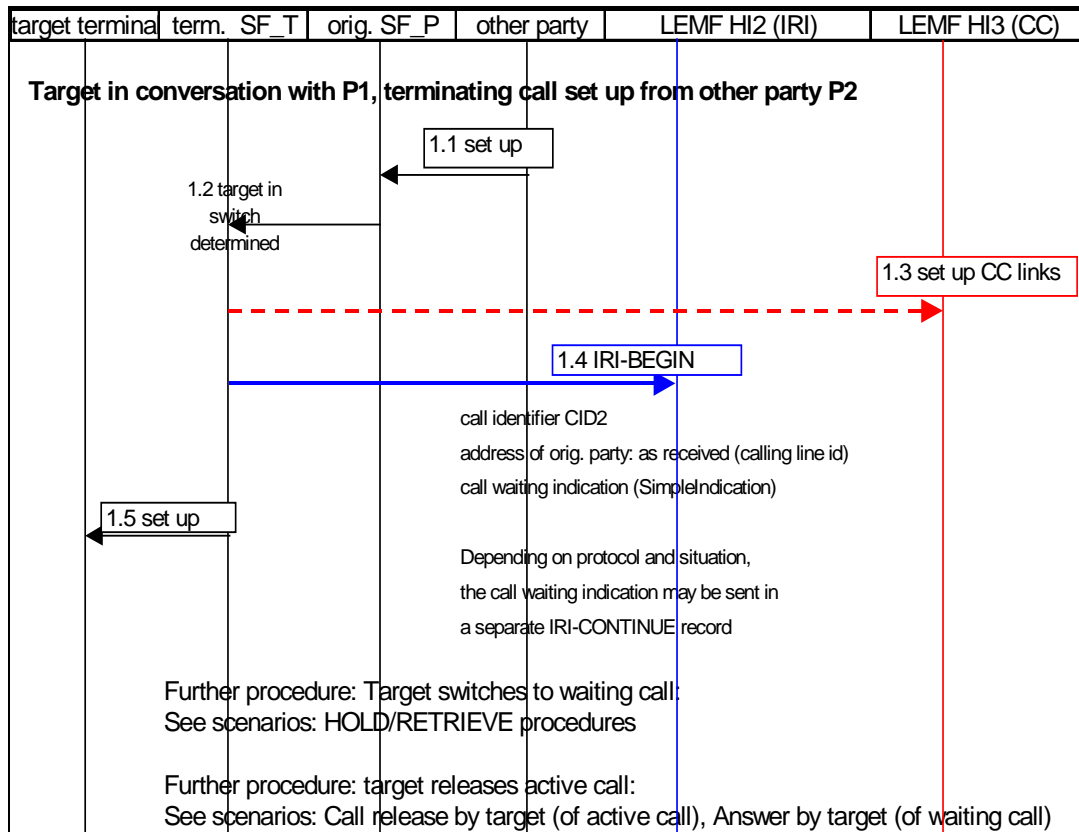 target termina term. SF_T orig. SF_P other party LEMF HI2 (IRI) LEMF HI3 (CC)
Target in conversation with P1, terminating call set up from other party P2
1.1 set up
1.2 target in
switch
determined
1.3 set up CC links
1.4 IRI-BEGIN
call identifier CID2
address of orig. party: as received (calling line id)
call waiting indication (SimpleIndication)
1.5 set up
Depending on protocol and situation,
the call waiting indication may be sent in
a separate IRI-CONTINUE record
Further procedure: Target switches to waiting call:
See scenarios: HOLD/RETRIEVE procedures
Further procedure: target releases active call:
See scenarios: Call release by target (of active call), Answer by target (of waiting call)